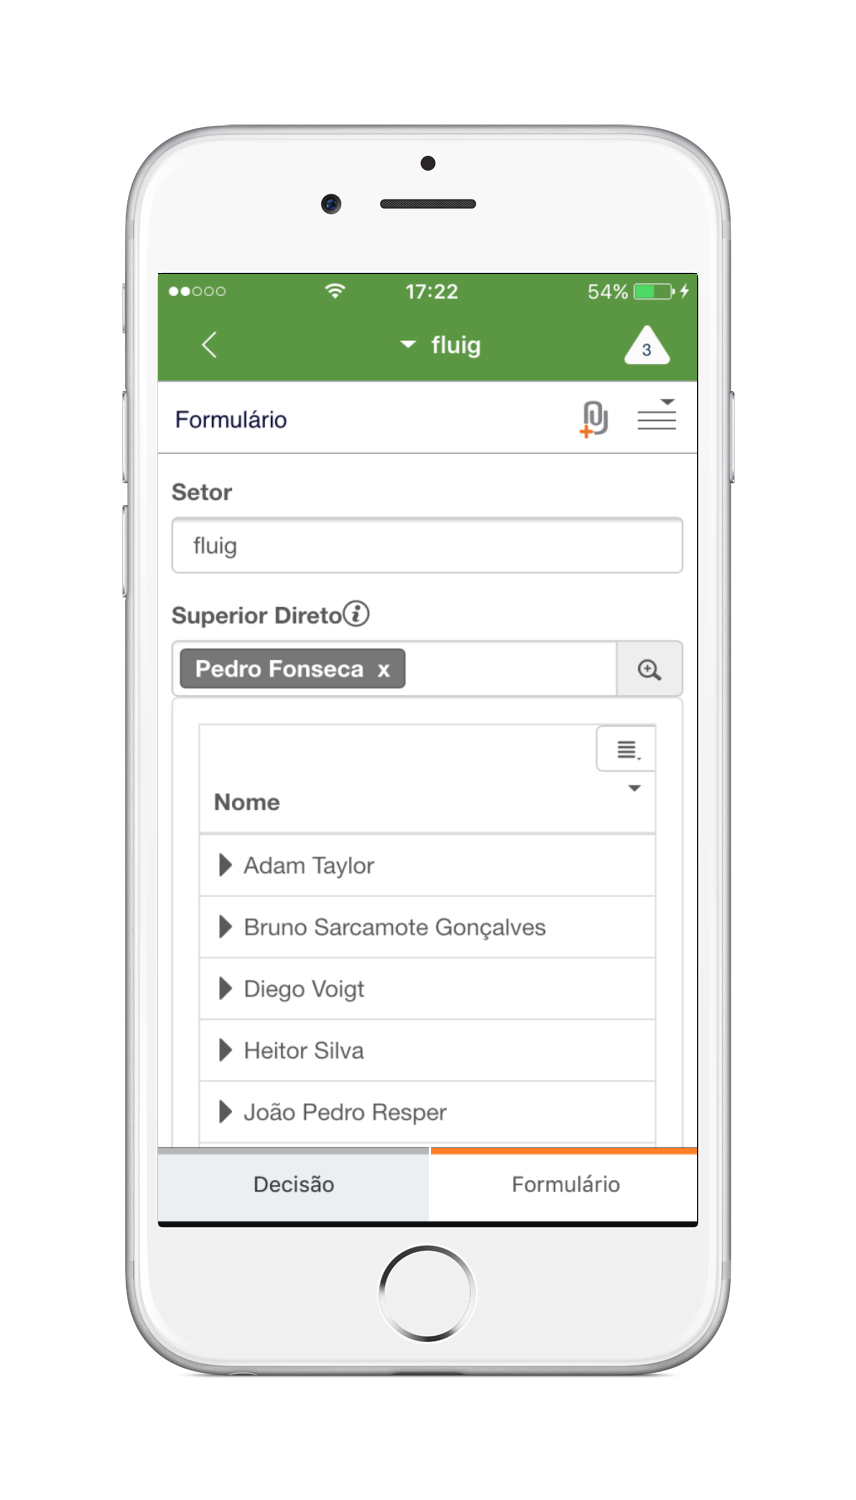 17:22
54%
fluig
3
Formulário
Setor
fluig
Superior Direto
Pedro Fonseca x
Nome
Adam Taylor
Bruno Sarcamote Gonçalves
Diego Voigt
Heitor Silva
João Pedro Resper
Decisão
Formulário